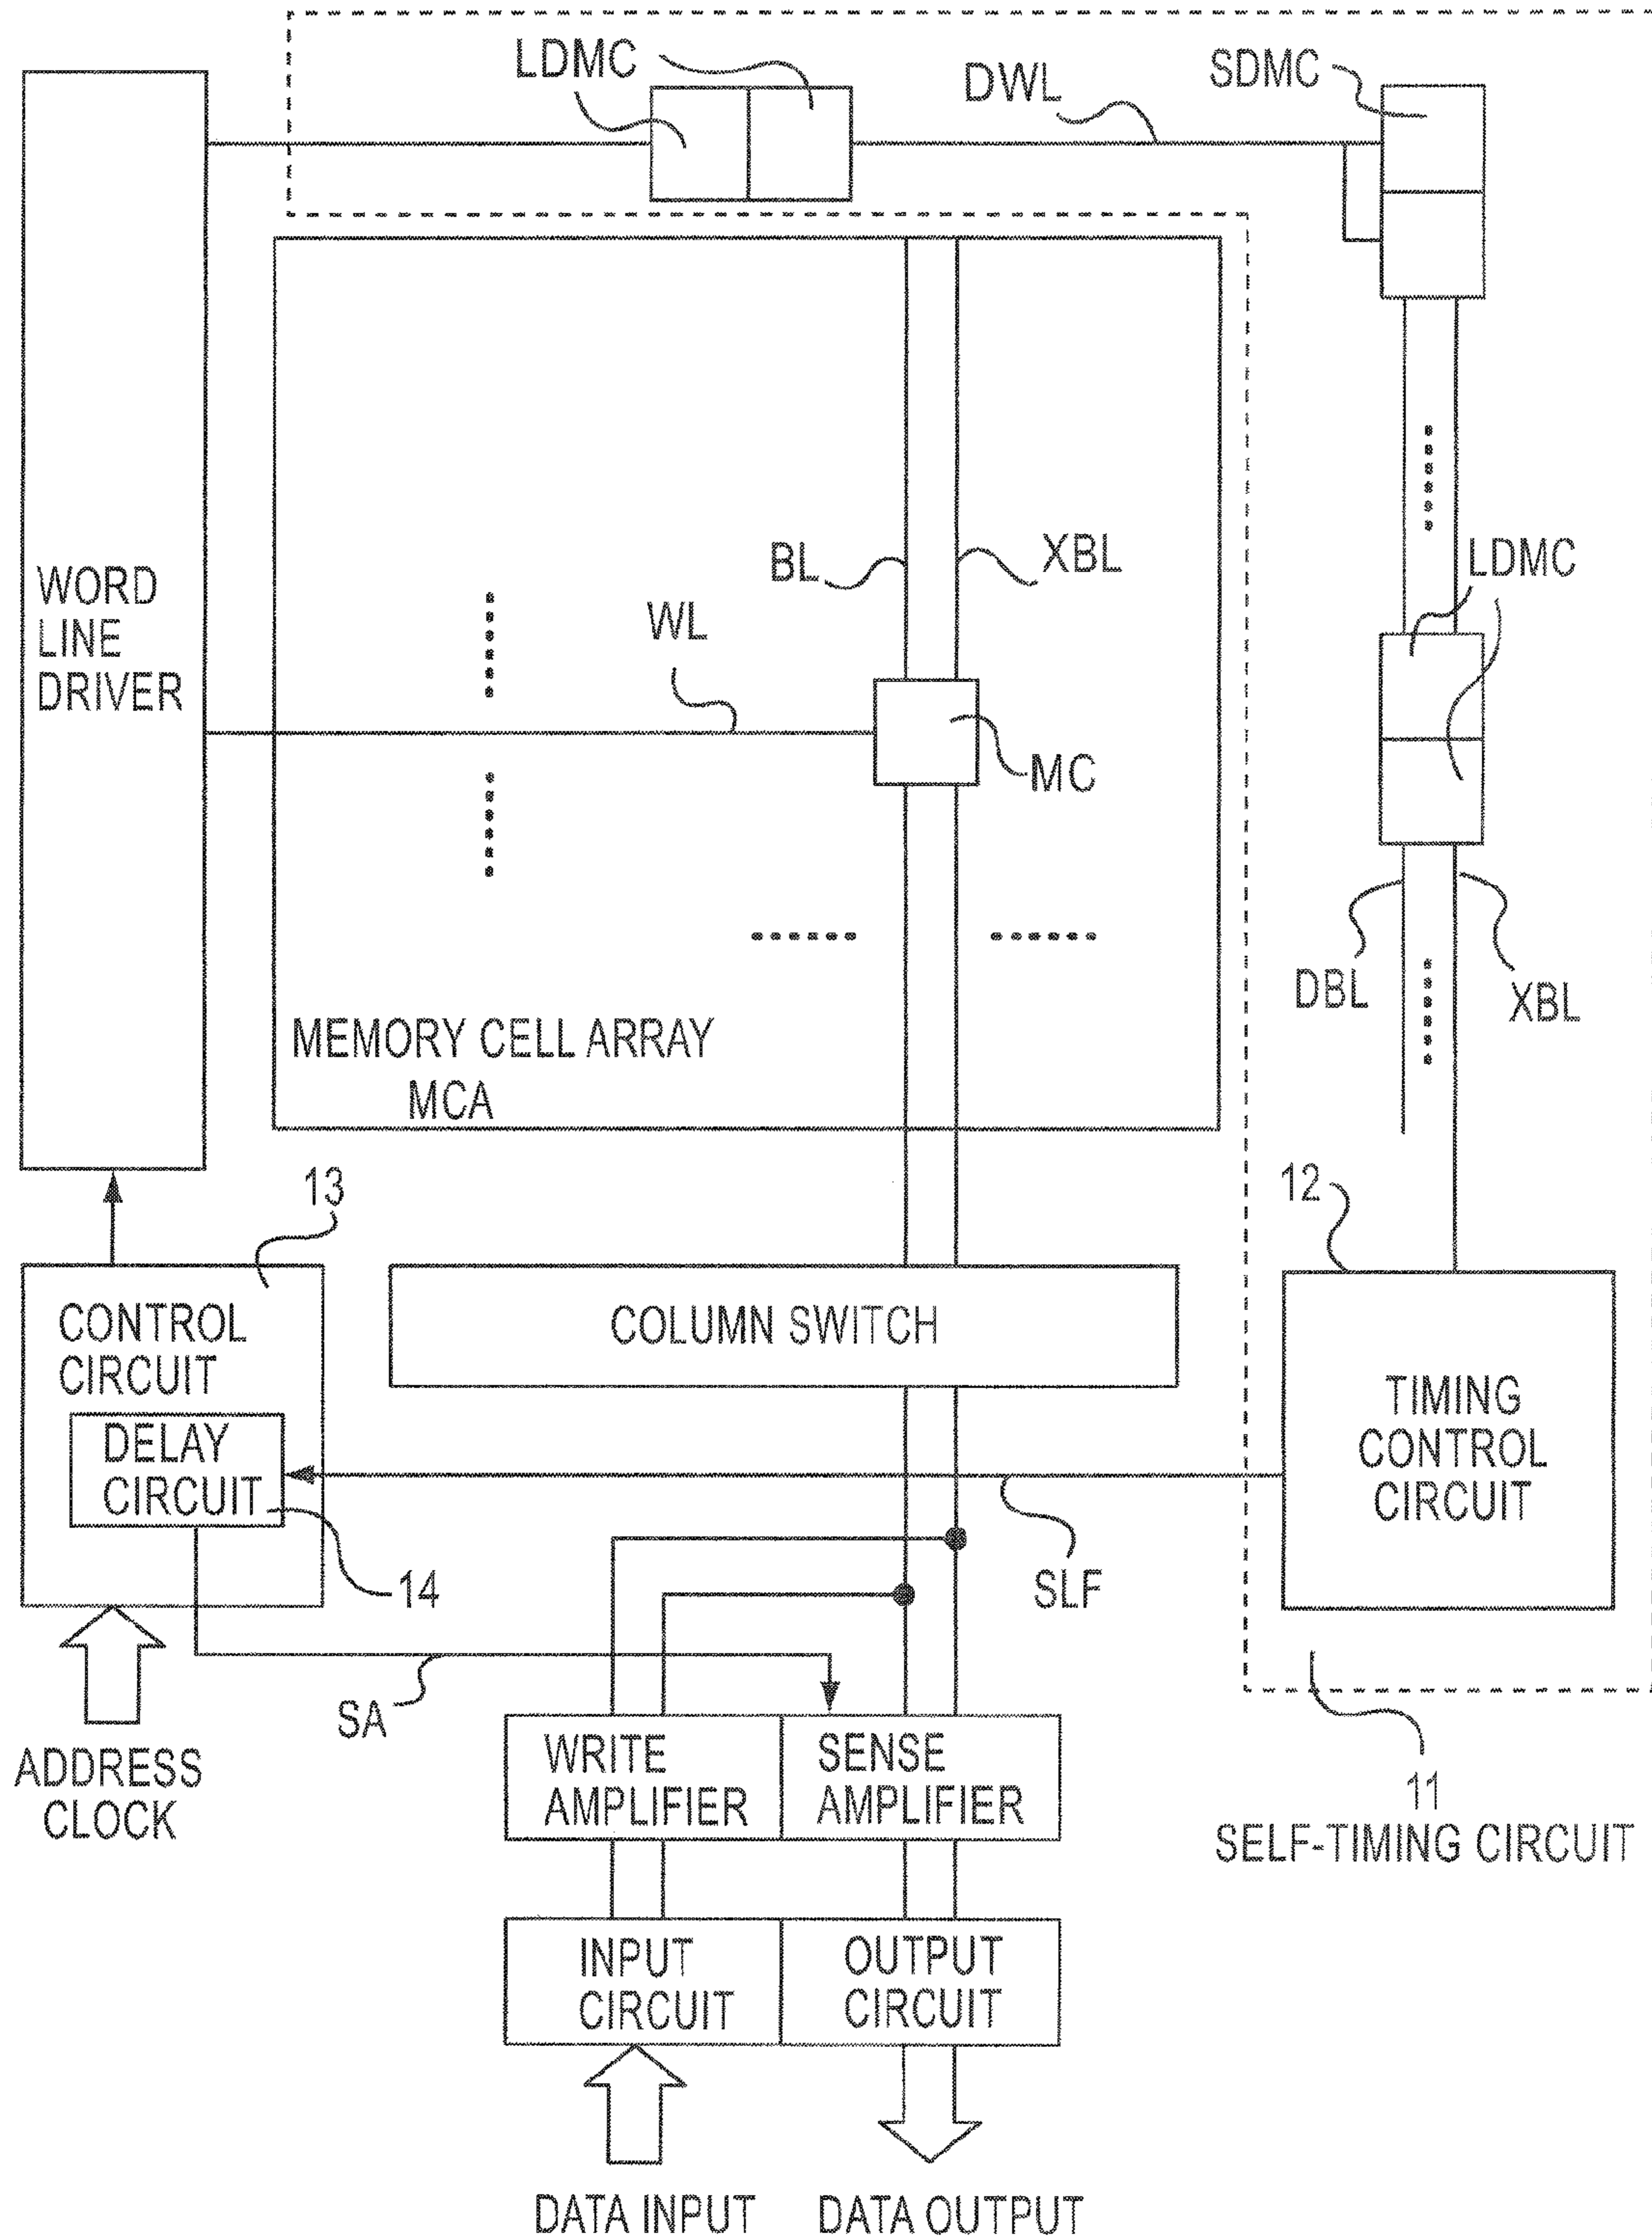 LDMC
DWL
SDMC
WORD
LINE
DRIVER
BL
XBL
WL
MC
LDMC
DBL
XBL
MEMORY CELL ARRAY
MCA
13
12
CONTROL
CIRCUIT
COLUMN SWITCH
DELAY
CIRCUIT
TIMING
CONTROL
CIRCUIT
14
SLF
SA
ADDRESS
CLOCK
WRITE
AMPLIFIER
SENSE
AMPLIFIER
11
SELF-TIMING CIRCUIT
INPUT
CIRCUIT
OUTPUT
CIRCUIT
DATA INPUT
DATA OUTPUT